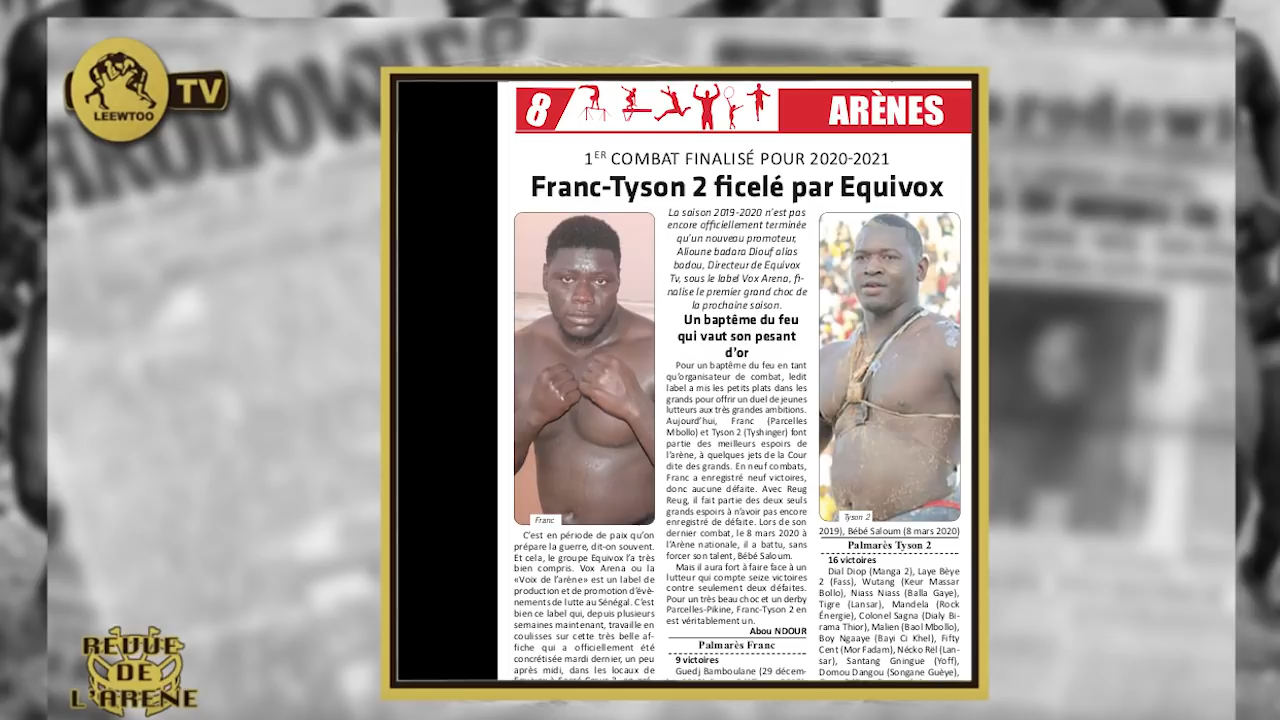 LEEWTOO
TV
8
ARÈNES
1ER COMBAT FINALISÉ POUR 2020-2021
Franc-Tyson 2 ficelé par Equivox
Franc
C'est en période de paix qu'on
prépare la guerre, dit-on souvent.
Et cela, le groupe Equivox l'a très
bien compris. Vox Arena ou la
«Voix de l'arène» est un label de
production et de promotion d'évè-
nements de lutte au Sénégal. C'est
bien ce label qui, depuis plusieurs
semaines maintenant, travaille en
coulisses sur cette très belle af-
fiche qui a officiellement été
concrétisée mardi dernier, un peu
après midi, dans les locaux de
La saison 2019-2020 n'est pas
encore officiellement terminée
qu'un nouveau promoteur,
Alioune badara Diouf alias
badou, Directeur de Equivox
Tv, sous le label Vox Arena, fi-
nalise le premier grand choc de
la prochaine saison.
Un baptême du feu
qui vaut son pesant
d'or
Pour un baptême du feu en tant
qu'organisateur de combat, ledit
label a mis les petits plats dans les
grands pour offrir un duel de jeunes
lutteurs aux très grandes ambitions.
Aujourd'hui, Franc (Parcelles
Mbollo) et Tyson 2 (Tyshinger) font
partie des meilleurs espoirs de
l'arène, à quelques jets de la Cour
dite des grands. En neuf combats,
Franc a enregistré neuf victoires,
donc aucune défaite. Avec Reug
Reug, il fait partie des deux seuls
grands espoirs à n'avoir pas encore
enregistré de défaite. Lors de son
dernier combat, le 8 mars 2020 à
l'Arène nationale, il a battu, sans
forcer son talent, Bébé Saloum.
Mais il aura fort à faire face à un
lutteur qui compte seize victoires
contre seulement deux défaites.
Pour un très beau choc et un derby
Parcelles-Pikine, Franc-Tyson 2 en
est véritablement un.
Abou NDOUR
Palmarès Franc
9 victoires
Guedj Bamboulane (29 décem-
Tyson 2
2019), Bébé Saloum (8 mars 2020)
Palmarès Tyson 2
16 victoires
Dial Diop (Manga 2), Laye Bèye
2 (Fass), Wutang (Keur Massar
Bollo), Niass Niass (Balla Gaye),
Tigre (Lansar), Mandela (Rock
Énergie), Colonel Sagna (Dialy Bi-
rama Thior), Malien (Baol Mbollo),
Boy Ngaaye (Bayi Ci Khel), Fifty
Cent (Mor Fadam), Nécko Rël (Lan-
sar), Santang Gningue (Yoff),
Domou Dangou (Songane Guèye),
REVUE
DE
L'ARENE